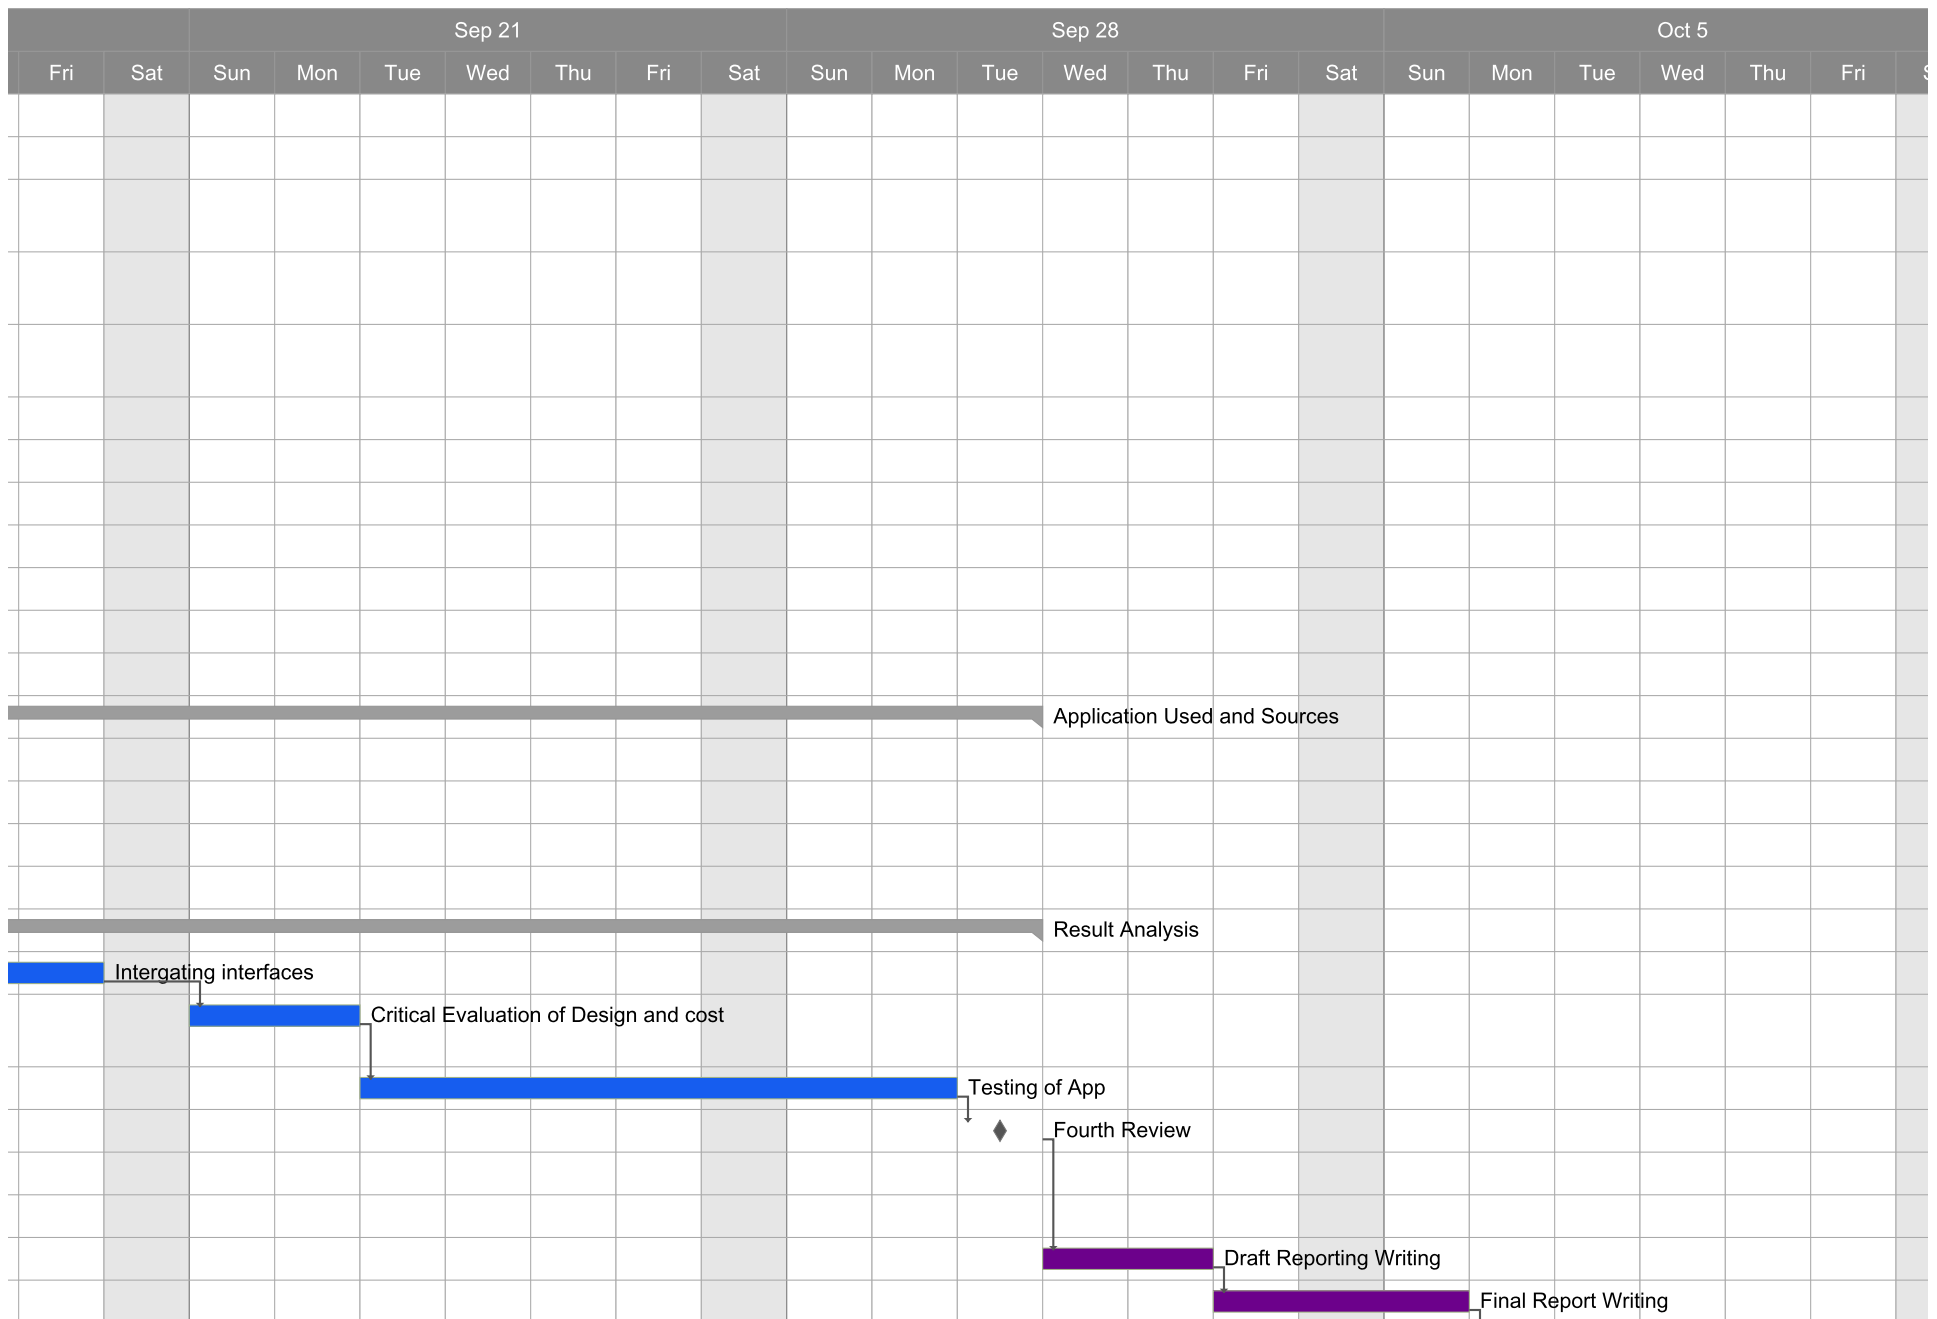 Sep 21 Sep 28 Oct 5
Fri Sat Sun Mon Tue Wed Thu Fri Sat Sun Mon Tue Wed Thu Fri Sat Sun Mon Tue Wed Thu Fri
Application Used and Sources
Result Analysis
Intergating interfaces
Critical Evaluation of Design and cost
Testing of App
Fourth Review
Draft Reporting Writing
Final Report Writing